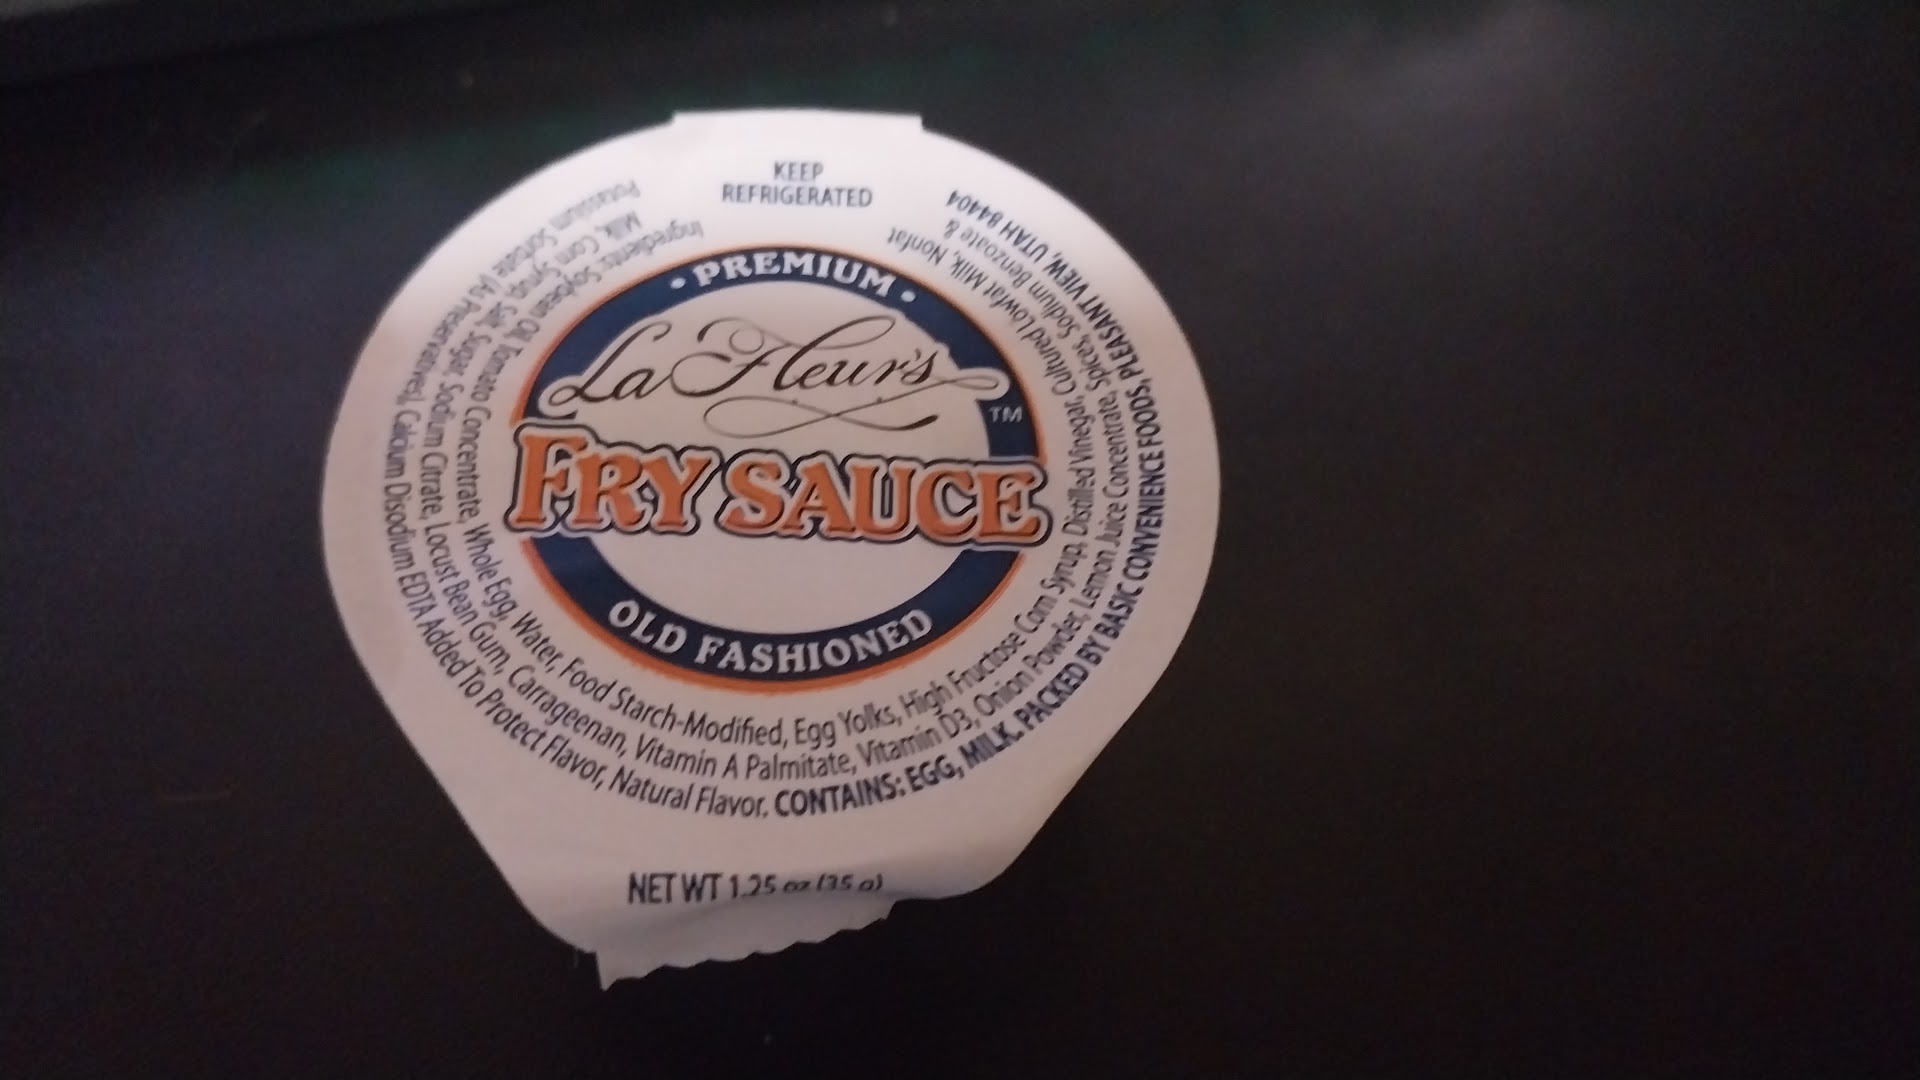 KEEP
REFRIGERATED
• PREMIUM •
La Fleur's
TM
FRY SAUCE
OLD FASHIONED
Ingredients: Soybean Oil, Tomato Concentrate, Whole Egg, Water, Food Starch-Modified, Egg Yolks, High Fructose Corn Syrup, Distilled Vinegar, Cultured Lowfat Milk, Nonfat
Milk, Corn Syrup, Salt, Sugar, Sodium Citrate, Locust Bean Gum, Carrageenan, Vitamin A Palmitate, Vitamin D3, Onion Powder, Lemon Juice Concentrate, Spices, Sodium Benzoate &
Potassium Sorbate (As Preservatives), Calcium Disodium EDTA Added To Protect Flavor, Natural Flavor. CONTAINS: EGG, MILK. PACKED BY BASIC CONVENIENCE FOODS, PLEASANT VIEW, UTAH 84404
NET WT 1.25 oz (35 g)